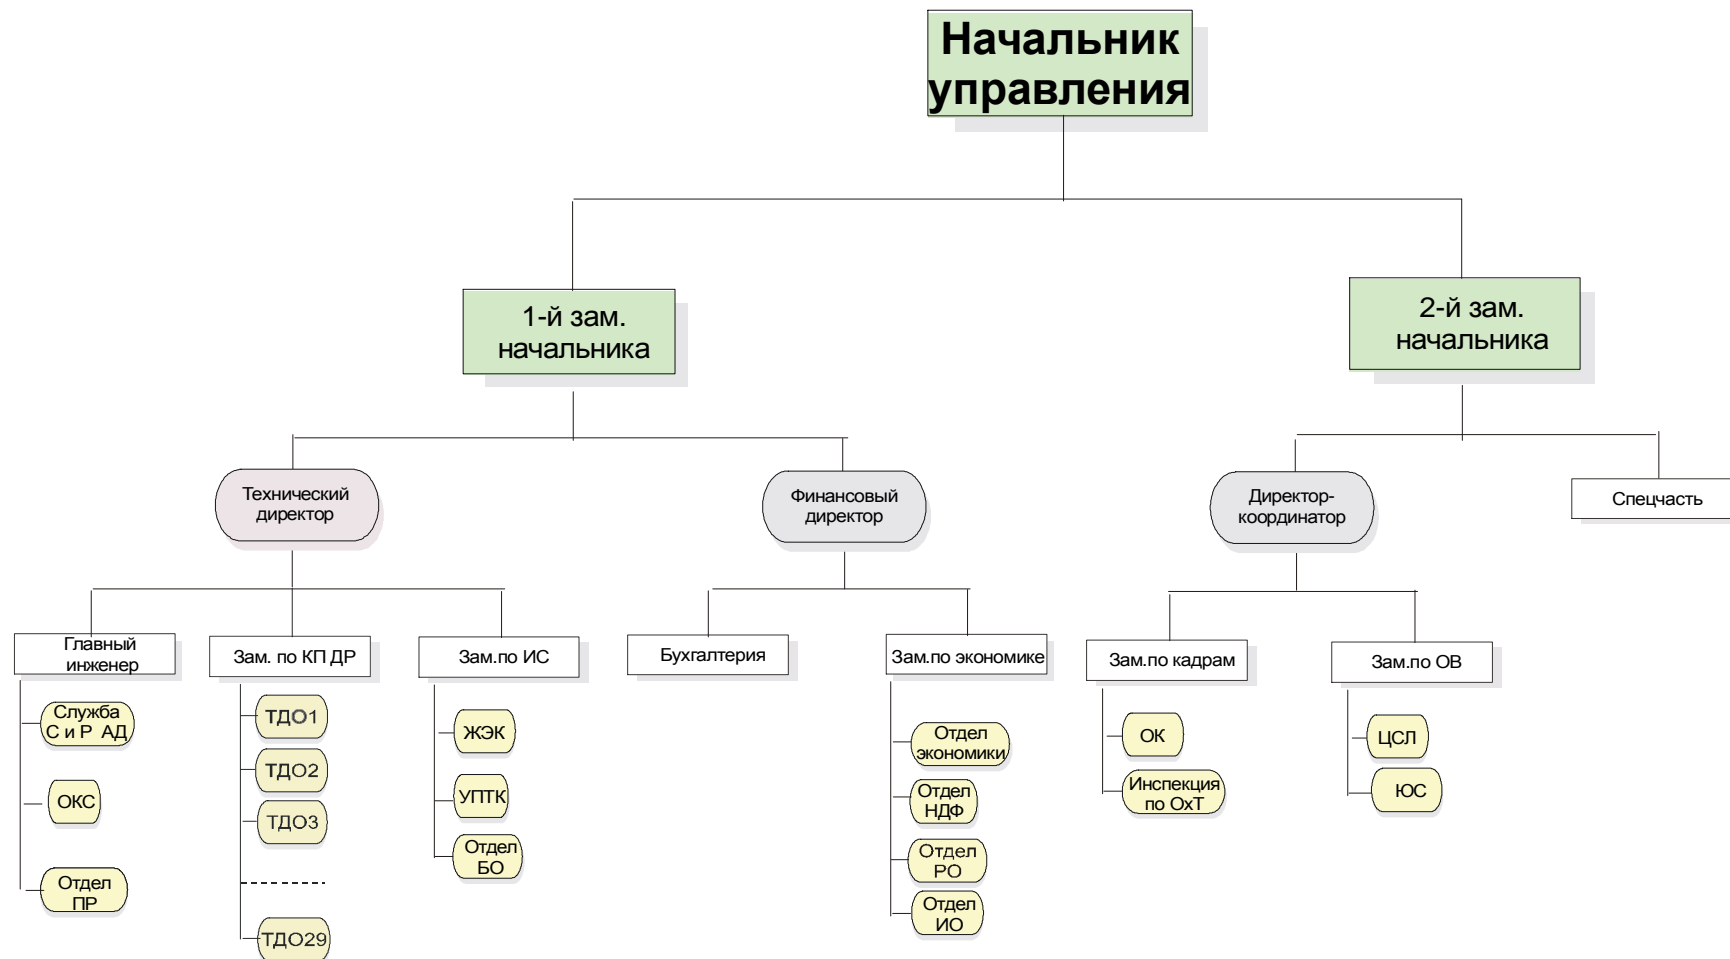 Начальник
управления
1-й зам.
начальника
2-й зам.
начальника
Технический
директор
Финансовый
директор
Директор-
координатор
Спецчасть
Главный
инженер
Зам. по КП ДР
Зам.по ИС
Бухгалтерия
Зам.по экономике
Зам.по кадрам
Зам.по ОВ
Служба
С и Р АД
ОКС
Отдел
ПР
ТДО1
ТДО2
ТДО3
ТДО29
ЖЭК
УПТК
Отдел
БО
Отдел
экономики
Отдел
НДФ
Отдел
РО
Отдел
ИО
ОК
Инспекция
по ОхТ
ЦСЛ
ЮС